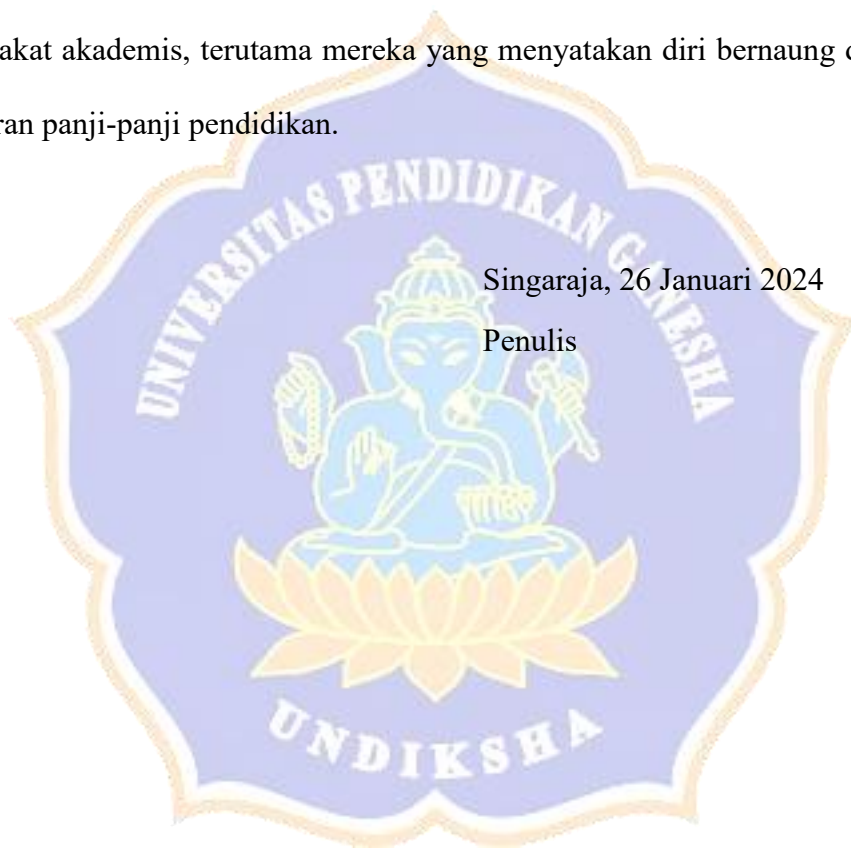 akat akademis, terutama mereka yang menyatakan diri bernaung
ran panji-panji pendidikan.
UNIVERSITAS PENDIDIKAN GANESHA
Singaraja, 26 Januari 2024
Penulis
UNDIKSHA